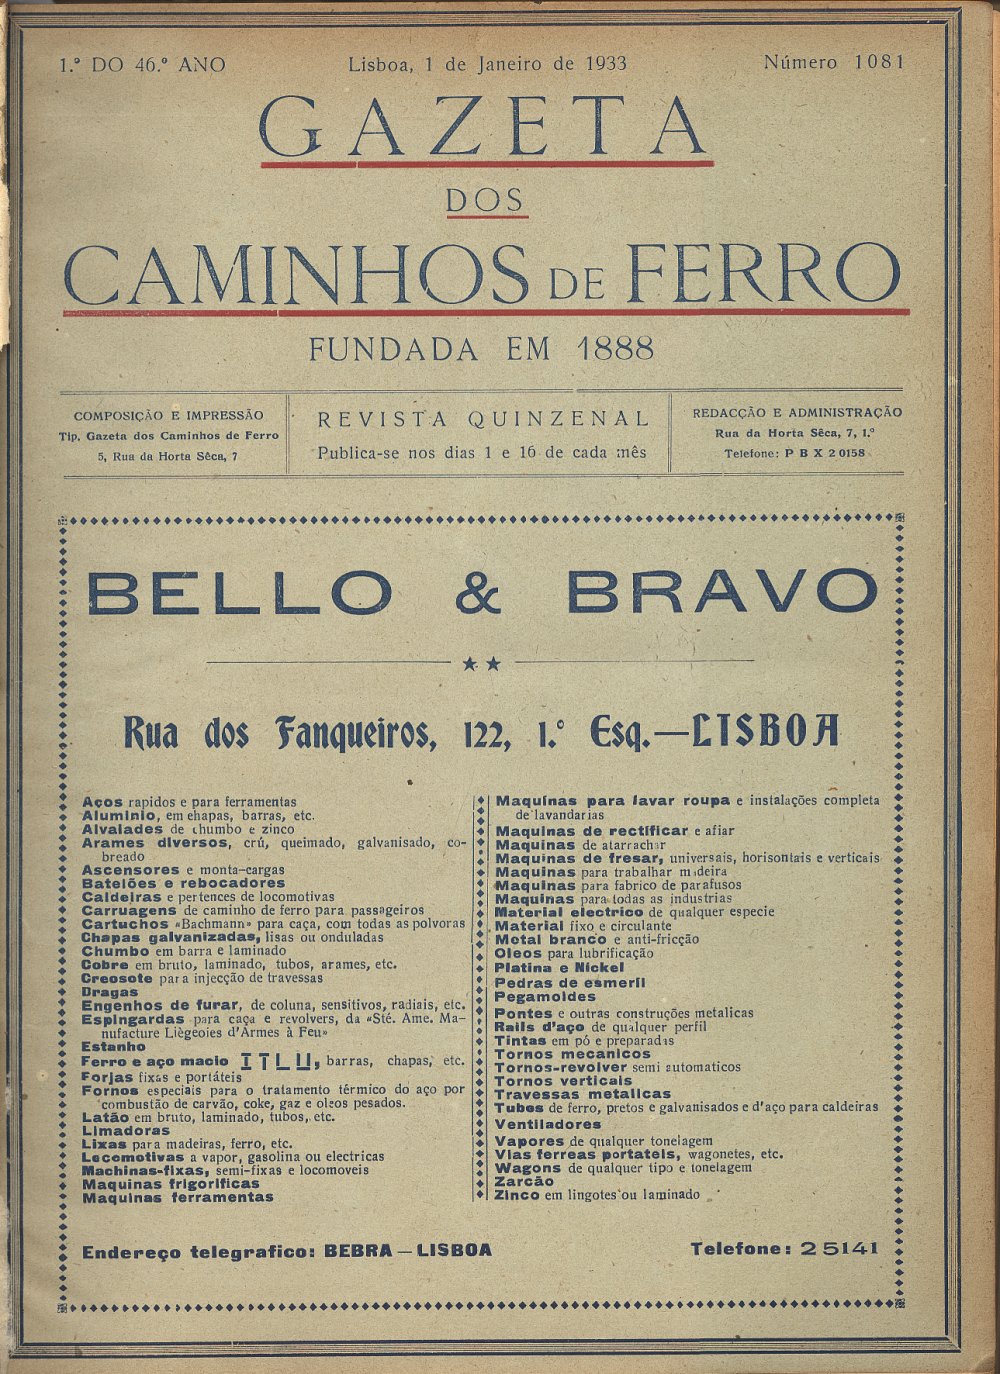 1.º DO 46.º ANO Lisboa, 1 de Janeiro de 1933 Número 1081
GAZETA
DOS
CAMINHOS DE FERRO
FUNDADA EM 1888
COMPOSIÇÃO E IMPRESSÃO
Tip. Gazeta dos Caminhos de Ferro
5, Rua da Horta Sêca, 7
REVISTA QUINZENAL
Publica-se nos dias 1 e 16 de cada mês
REDACÇÃO E ADMINISTRAÇÃO
Rua da Horta Sêca, 7, 1.º
Telefone: P B X 20158
BELLO & BRAVO
Rua dos Fanqueiros, 122, 1.º Esq.—LISBOA
Aços rapidos e para ferramentas
Aluminio, em chapas, barras, etc.
Alvaiades de chumbo e zinco
Arames diversos, crú, queimado, galvanisado, co-
breado
Ascensores e monta-cargas
Batelões e rebocadores
Caldeiras e pertences de locomotivas
Carruagens de caminho de ferro para passageiros
Cartuchos «Bachmann» para caça, com todas as polvoras
Chapas galvanizadas, lisas ou onduladas
Chumbo em barra e laminado
Cobre em bruto, laminado, tubos, arames, etc.
Creosote para injecção de travessas
Dragas
Engenhos de furar, de coluna, sensitivos, radiais, etc.
Espingardas para caça e revolvers, da «Sté. Ame. Ma-
nufacture Liègeoies d'Armes à Feu»
Estanho
Ferro e aço macio ITLU, barras, chapas, etc.
Forjas fixas e portáteis
Fornos especiais para o tratamento térmico do aço por
combustão de carvão, coke, gaz e oleos pesados.
Latão em bruto, laminado, tubos, etc.
Limadoras
Lixas para madeiras, ferro, etc.
Locomotivas a vapor, gasolina ou electricas
Machinas-fixas, semi-fixas e locomoveis
Maquinas frigorificas
Maquinas ferramentas
Maquinas para lavar roupa e instalações completa
de lavandarias
Maquinas de rectificar e afiar
Maquinas de atarrachar
Maquinas de fresar, universais, horisontais e verticais
Maquinas para trabalhar madeira
Maquinas para fabrico de parafusos
Maquinas para todas as industrias
Material electrico de qualquer especie
Material fixo e circulante
Metal branco e anti-fricção
Oleos para lubrificação
Platina e Nickel
Pedras de esmeril
Pegamoides
Pontes e outras construções metalicas
Rails d'aço de qualquer perfil
Tintas em pó e preparadas
Tornos mecanicos
Tornos-revolver semi automaticos
Tornos verticais
Travessas metalicas
Tubos de ferro, pretos e galvanisados e d'aço para caldeiras
Ventiladores
Vapores de qualquer tonelagem
Vias ferreas portateis, wagonetes, etc.
Wagons de qualquer tipo e tonelagem
Zarcão
Zinco em lingotes ou laminado
Endereço telegrafico: BEBRA—LISBOA Telefone: 25141